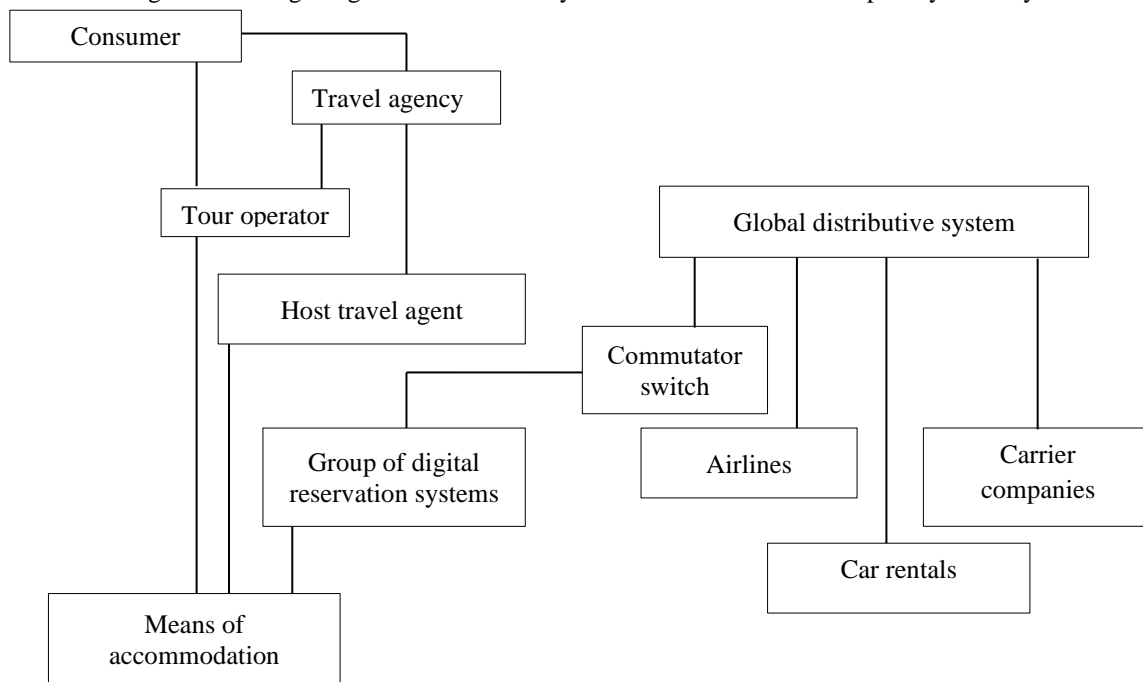 Consumer
Travel agency
Tour operator
Global distributive system
Host travel agent
Commutator
switch
Group of digital
reservation systems
Airlines
Carrier
companies
Car rentals
Means of
accommodation